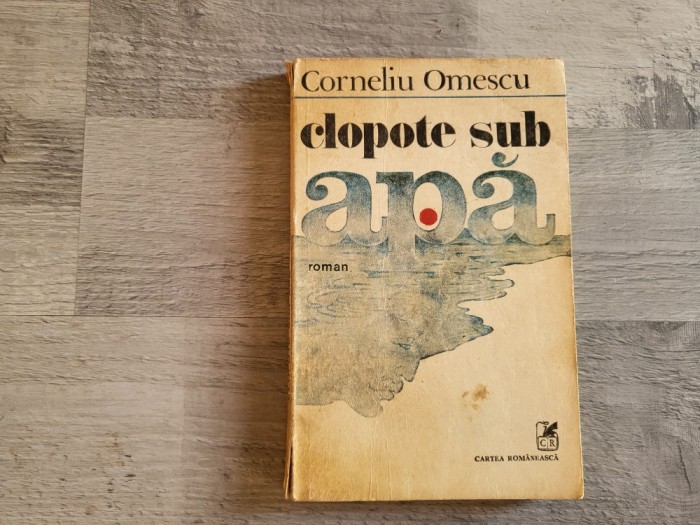 Corneliu Omescu
clopote sub
apă
roman
CR
CARTEA ROMÂNEASCĂ